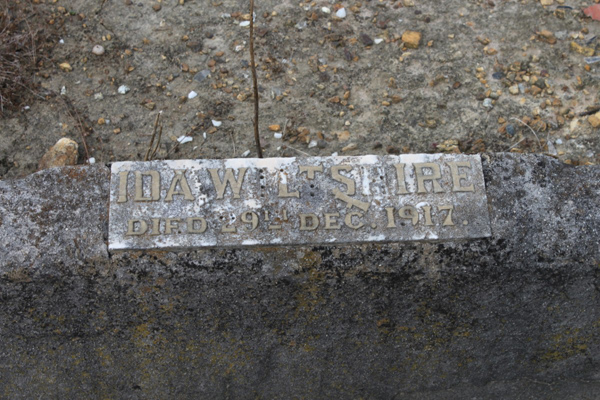 IDA WILTSHIRE
DIED 29TH DEC. 1917.